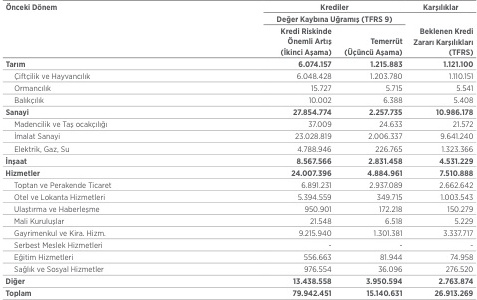 Önceki Dönem Krediler Karşılıklar
Değer Kaybına Uğramış (TFRS 9)
Kredi Riskinde Beklenen Kredi
Önemli Artış Temerrüt Zararı Karşılıkları
(İkinci Aşama) (Üçüncü Aşama) (TFRS)
Tarım 6.074.157 1.215.883 1.121.100
Çiftçilik ve Hayvancılık 6.048.428 1.203.780 1.110.151
Ormancılık 15.727 5.715 5.541
Balıkçılık 10.002 6.388 5.408
Sanayi 27.854.774 2.257.735 10.986.178
Madencilik ve Taş ocakçılığı 37.009 24.633 21.572
İmalat Sanayi 23.028.819 2.006.337 9.641.240
Elektrik, Gaz, Su 4.788.946 226.765 1.323.366
İnşaat 8.567.566 2.831.458 4.531.229
Hizmetler 24.007.396 4.884.961 7.510.888
Toptan ve Perakende Ticaret 6.891.231 2.937.089 2.662.642
Otel ve Lokanta Hizmetleri 5.394.559 349.715 1.003.543
Ulaştırma ve Haberleşme 950.901 172.218 150.279
Mali Kuruluşlar 21.548 6.518 5.229
Gayrimenkul ve Kira. Hizm. 9.215.940 1.301.381 3.337.717
Serbest Meslek Hizmetleri - - -
Eğitim Hizmetleri 556.663 81.944 74.958
Sağlık ve Sosyal Hizmetler 976.554 36.096 276.520
Diğer 13.438.558 3.950.594 2.763.874
Toplam 79.942.451 15.140.631 26.913.269